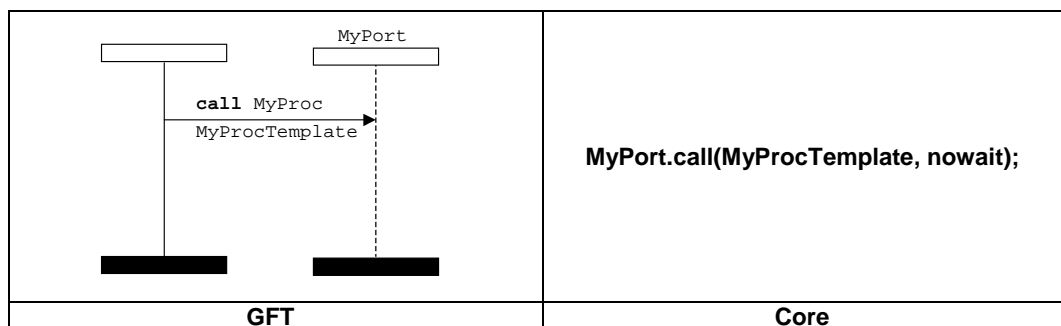 MyPort
call MyProc
MyProcTemplate
MyPort.call(MyProcTemplate, nowait);
GFT
Core